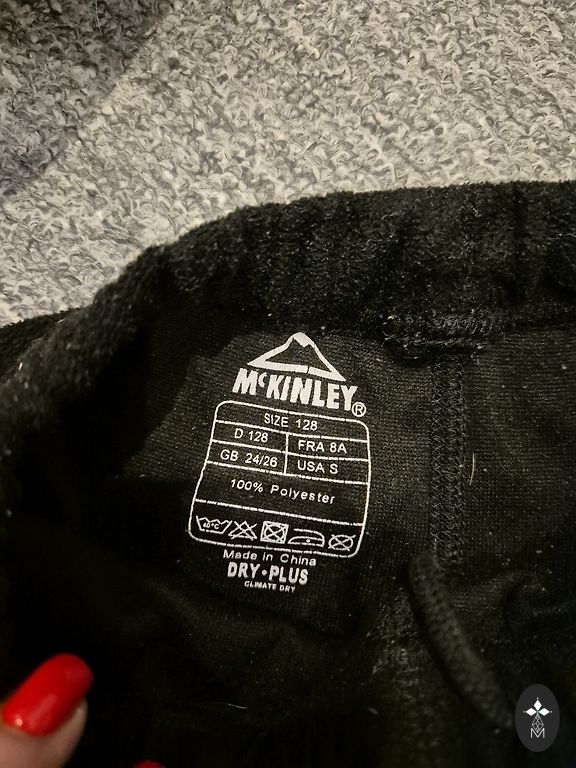 McKINLEY®
SIZE 128
D 128 FRA 8A
GB 24/26 USA S
100% Polyester
40°C
Made in China
DRY•PLUS
CLIMATE DRY
M